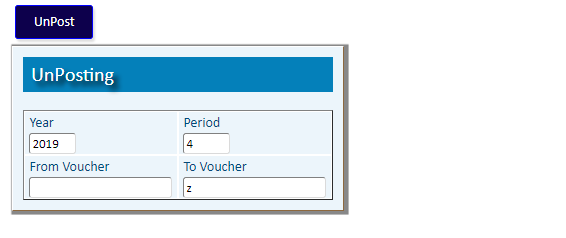 UnPost
UnPosting
Year Period
2019 4
From Voucher To Voucher
z